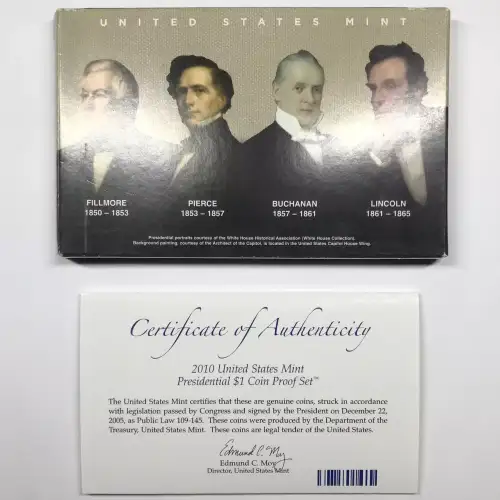 UNITED STATES MINT
FILLMORE
1850 – 1853
PIERCE
1853 – 1857
BUCHANAN
1857 – 1861
LINCOLN
1861 – 1865
Presidential portraits courtesy of the White House Historical Association (White House Collection).
Background painting, courtesy of the Architect of the Capitol, is located in the United States Capitol House Wing.
Certificate of Authenticity
2010 United States Mint
Presidential $1 Coin Proof Set™
The United States Mint certifies that these are genuine coins, struck in accordance
with legislation passed by Congress and signed by the President on December 22,
2005, as Public Law 109-145. These coins were produced by the Department of the
Treasury, United States Mint. These coins are legal tender of the United States.
Edmund C. Moy
Edmund C. Moy
Director, United States Mint